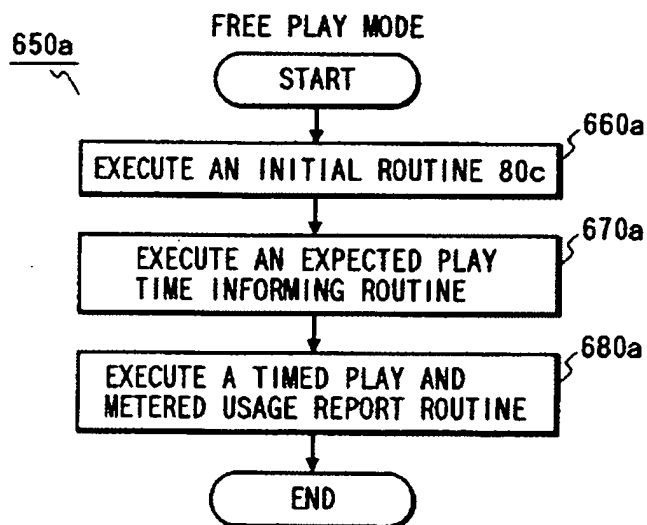 FREE PLAY MODE
650a
START
660a
EXECUTE AN INITIAL ROUTINE 80c
670a
EXECUTE AN EXPECTED PLAY
TIME INFORMING ROUTINE
680a
EXECUTE A TIMED PLAY AND
METERED USAGE REPORT ROUTINE
END